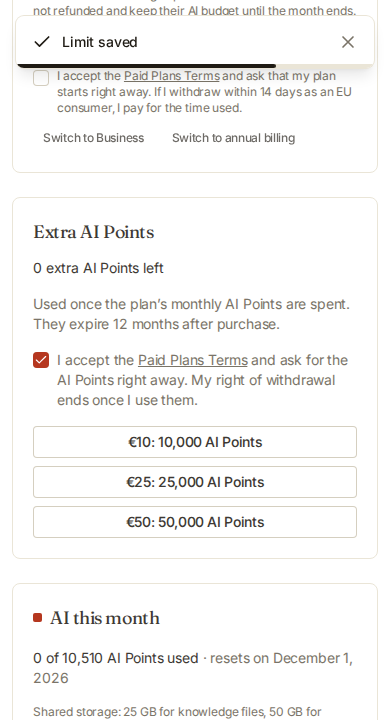 not refunded and keep their AI budget until the month ends.
Limit saved
I accept the Paid Plans Terms and ask that my plan
starts right away. If I withdraw within 14 days as an EU
consumer, I pay for the time used.
Switch to Business Switch to annual billing
Extra AI Points
0 extra AI Points left
Used once the plan's monthly AI Points are spent.
They expire 12 months after purchase.
I accept the Paid Plans Terms and ask for the
AI Points right away. My right of withdrawal
ends once I use them.
€10: 10,000 AI Points
€25: 25,000 AI Points
€50: 50,000 AI Points
AI this month
0 of 10,510 AI Points used · resets on December 1,
2026
Shared storage: 25 GB for knowledge files, 50 GB for